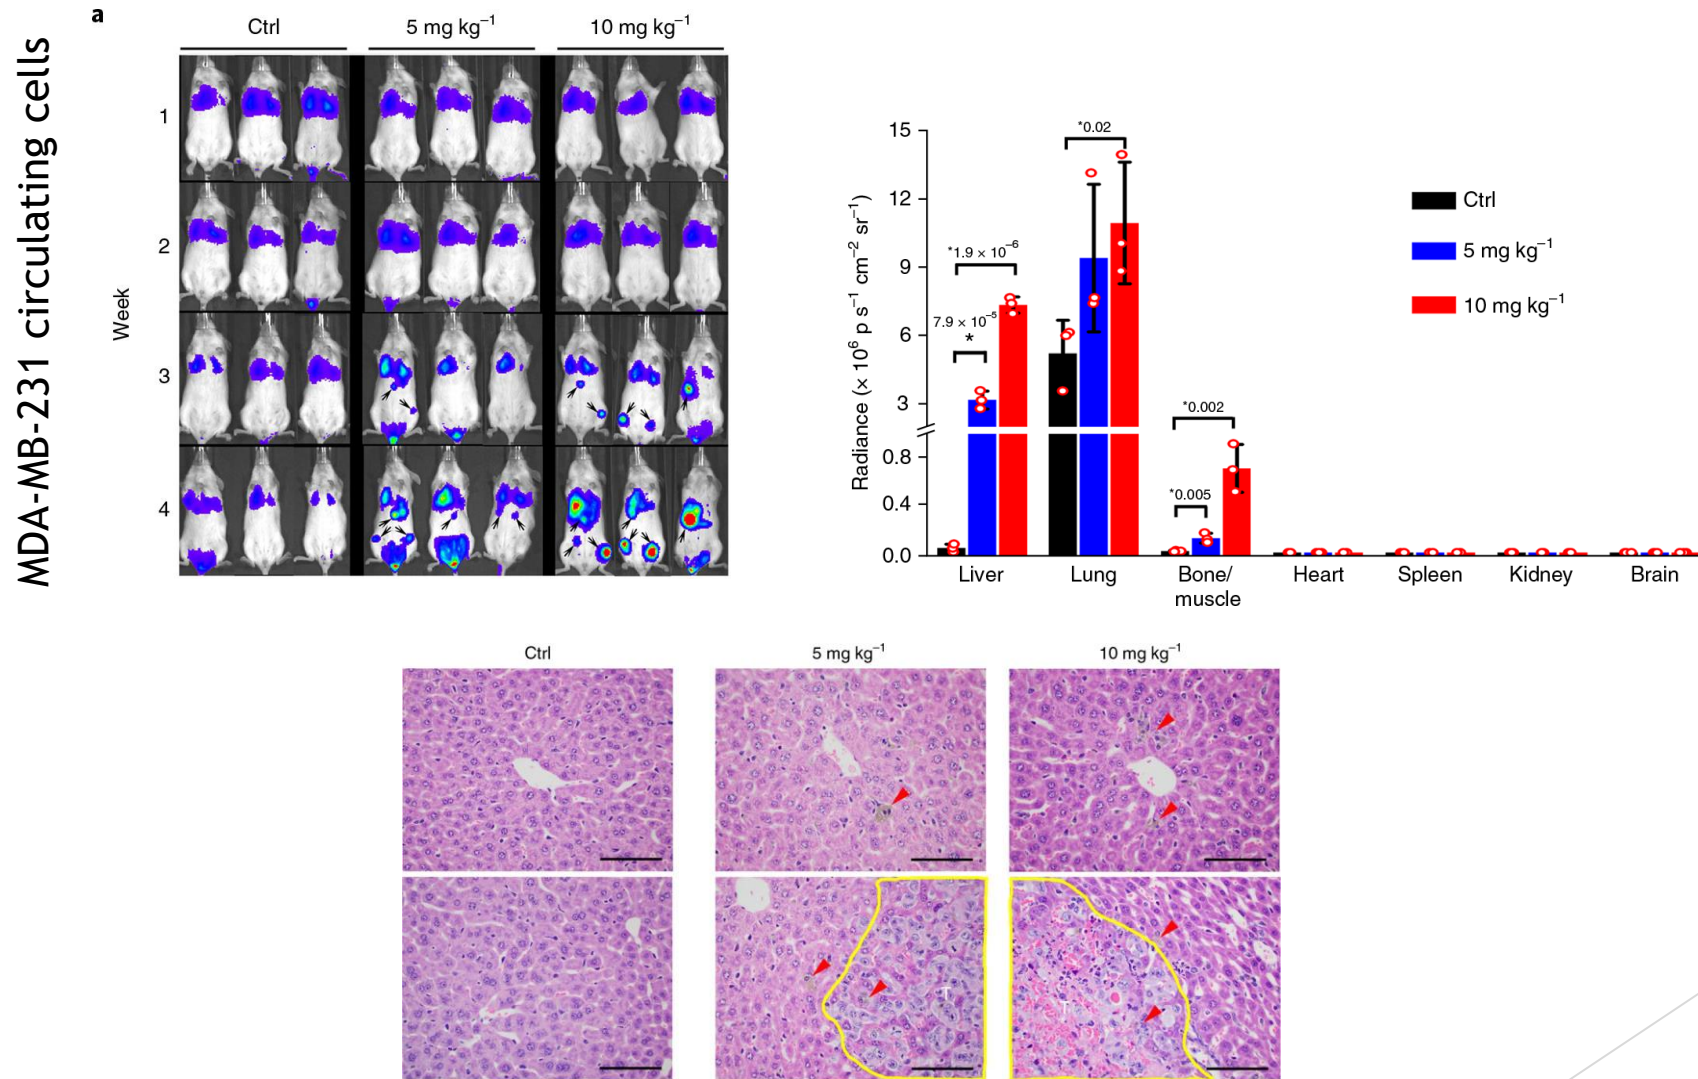 a
MDA-MB-231 circulating cells
Ctrl
5 mg kg⁻¹
10 mg kg⁻¹
Week
1
2
3
4
Radiance (× 10⁶ p s⁻¹ cm⁻² sr⁻¹)
15
12
9
6
3
0.8
0.4
0.0
*1.9 × 10⁻⁶
7.9 × 10⁻⁵
*
*0.02
*0.005
*0.002
Liver
Lung
Bone/
muscle
Heart
Spleen
Kidney
Brain
Ctrl
5 mg kg⁻¹
10 mg kg⁻¹
Ctrl
5 mg kg⁻¹
10 mg kg⁻¹
T
T